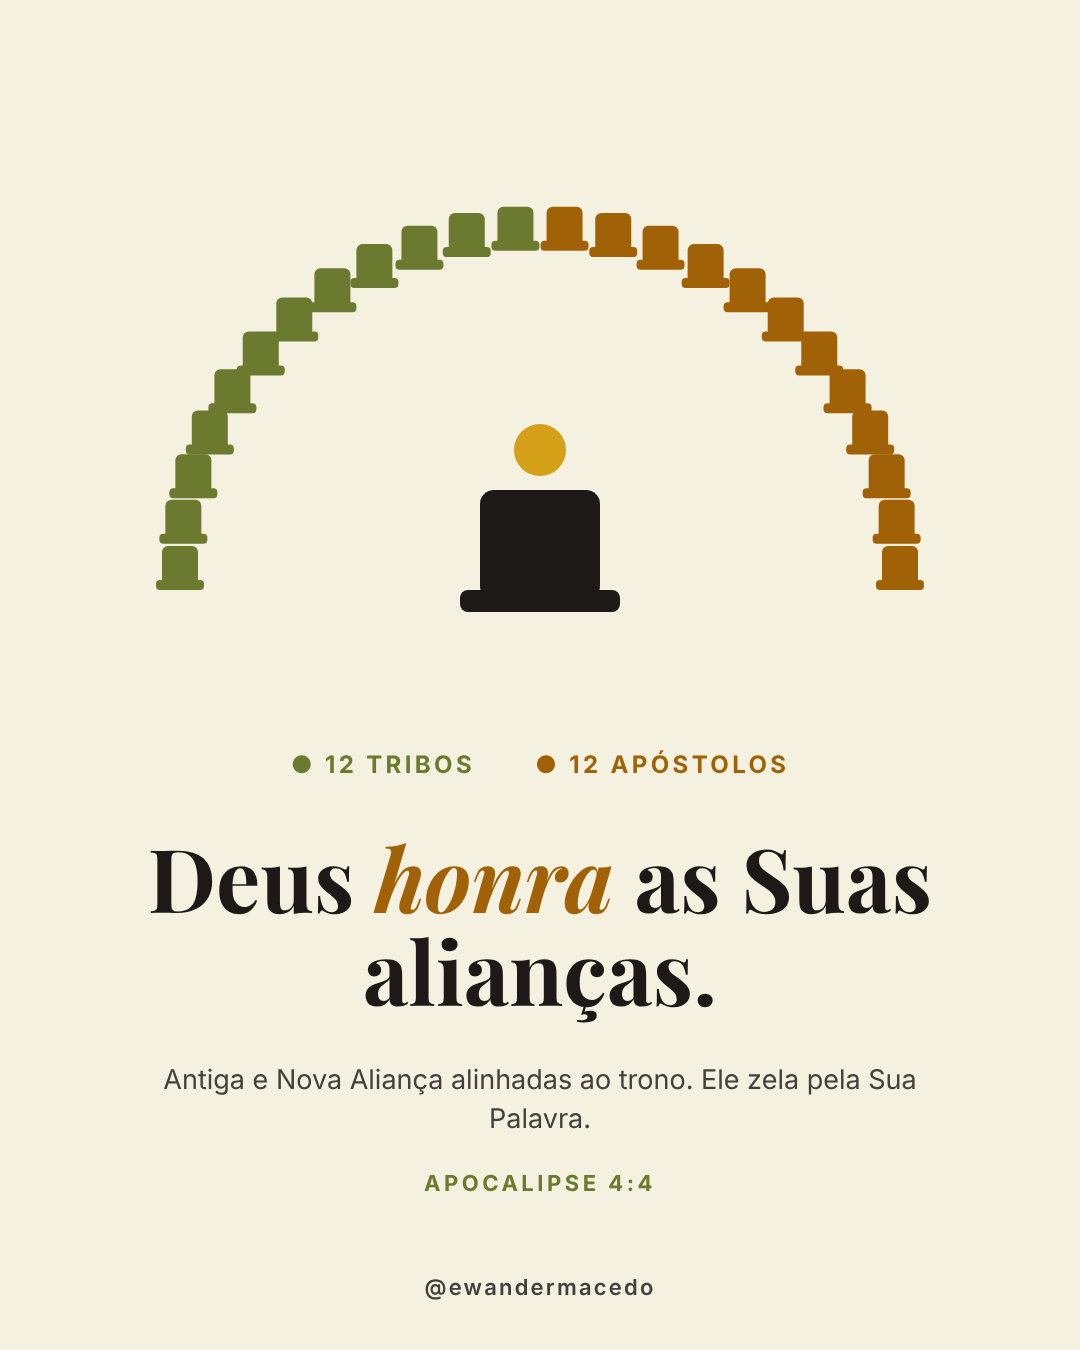 12 TRIBOS 12 APÓSTOLOS
Deus honra as Suas
alianças.
Antiga e Nova Aliança alinhadas ao trono. Ele zela pela Sua
Palavra.
APOCALIPSE 4:4
@ewandermacedo